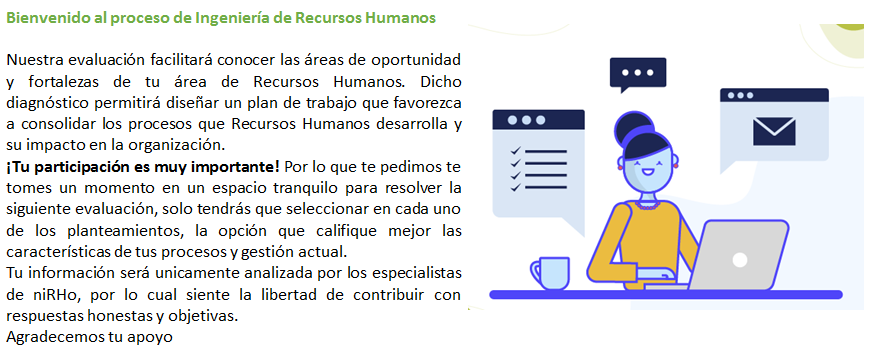 Bienvenido al proceso de Ingeniería de Recursos Humanos
Nuestra evaluación facilitará conocer las áreas de oportunidad
y fortalezas de tu área de Recursos Humanos. Dicho
diagnóstico permitirá diseñar un plan de trabajo que favorezca
a consolidar los procesos que Recursos Humanos desarrolla y
su impacto en la organización.
¡Tu participación es muy importante! Por lo que te pedimos te
tomes un momento en un espacio tranquilo para resolver la
siguiente evaluación, solo tendrás que seleccionar en cada uno
de los planteamientos, la opción que califique mejor las
características de tus procesos y gestión actual.
Tu información será unicamente analizada por los especialistas
de niRHo, por lo cual siente la libertad de contribuir con
respuestas honestas y objetivas.
Agradecemos tu apoyo